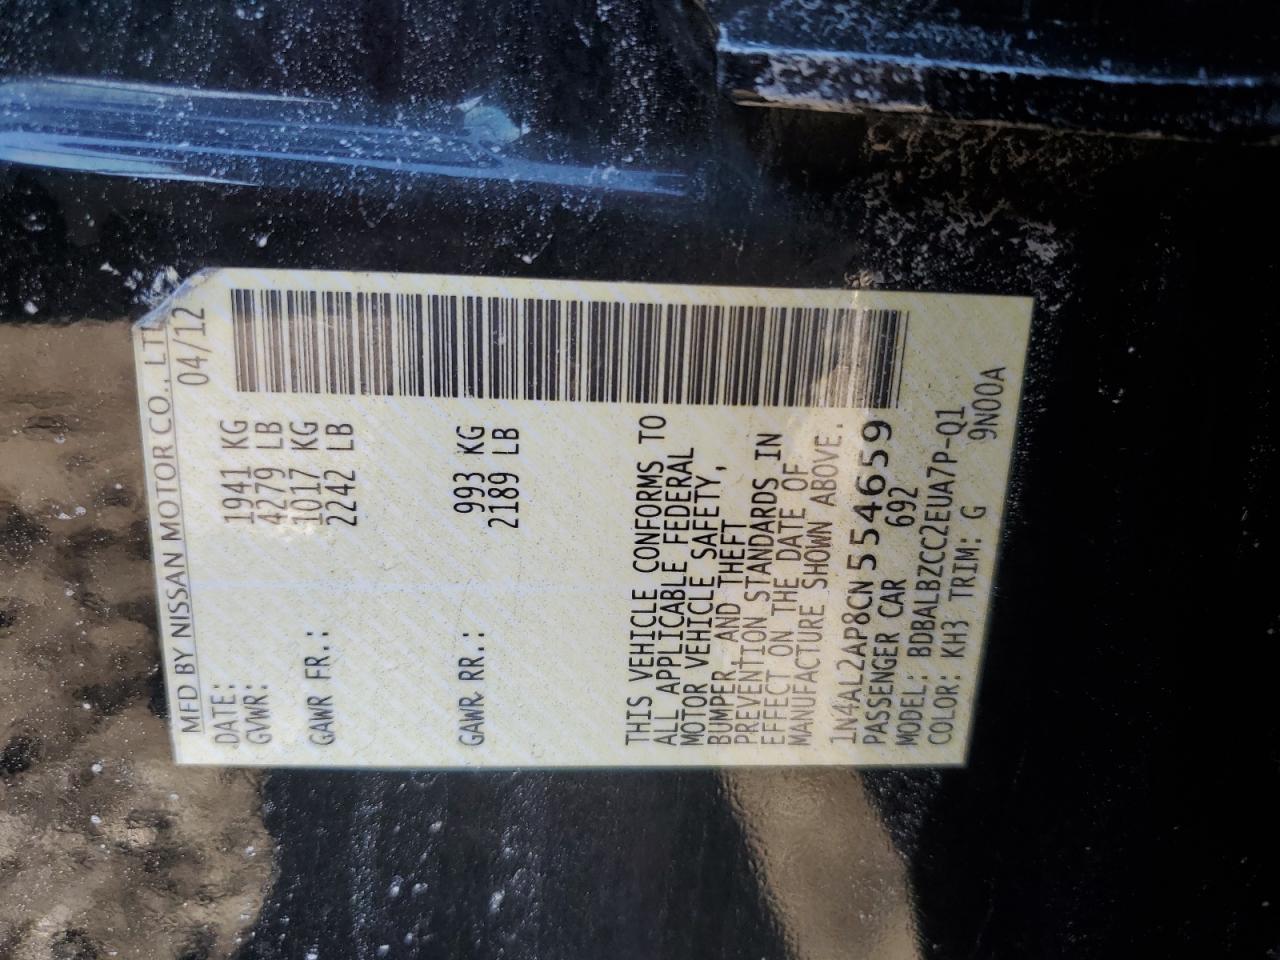 MFD BY NISSAN MOTOR CO., LT
DATE: 04/12
GVWR: 1941 KG
4279 LB
GAWR FR.: 1017 KG
2242 LB
GAWR RR.: 993 KG
2189 LB
THIS VEHICLE CONFORMS TO
ALL APPLICABLE FEDERAL
MOTOR VEHICLE SAFETY,
BUMPER, AND THEFT
PREVENTION STANDARDS IN
EFFECT ON THE DATE OF
MANUFACTURE SHOWN ABOVE.
1N4AL2AP8CN554659
PASSENGER CAR 692
MODEL: BDBALBZCC2EUA7P-Q1
COLOR: KH3 TRIM: G 9N00A